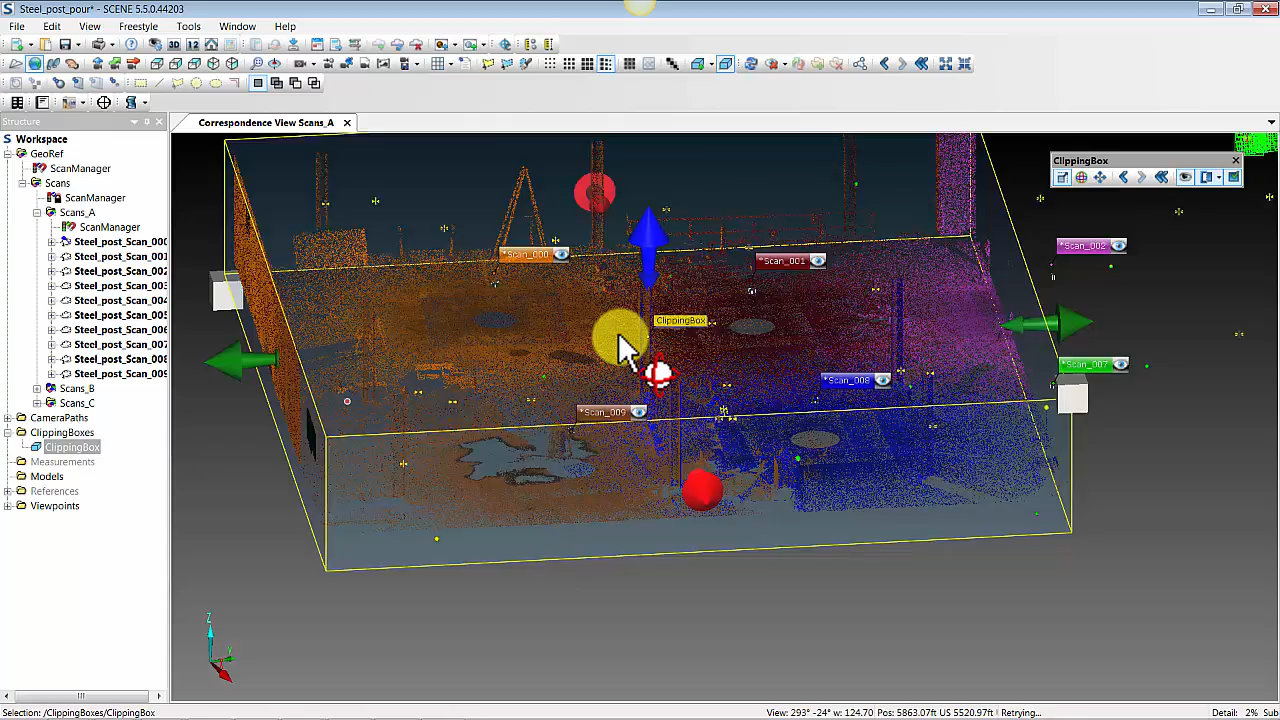 Steel_post_pour* - SCENE 5.5.0.44203
File Edit View Freestyle Tools Window Help
3D 12
Structure
Correspondence View Scans_A
Workspace
GeoRef
ScanManager
Scans
ScanManager
Scans_A
ScanManager
Steel_post_Scan_000
Steel_post_Scan_001
Steel_post_Scan_002
Steel_post_Scan_003
Steel_post_Scan_004
Steel_post_Scan_005
Steel_post_Scan_006
Steel_post_Scan_007
Steel_post_Scan_008
Steel_post_Scan_009
Scans_B
Scans_C
CameraPaths
ClippingBoxes
ClippingBox
Measurements
Models
References
Viewpoints
ClippingBox
*Scan_002
*Scan_000
*Scan_001
ClippingBox
*Scan_007
*Scan_008
*Scan_009
Z
Y
Selection: /ClippingBoxes/ClippingBox
View: 293° -24° w: 124.70 Pos: 5863.07ft US 5520.97ft Retrying...
Detail: 2% Sub